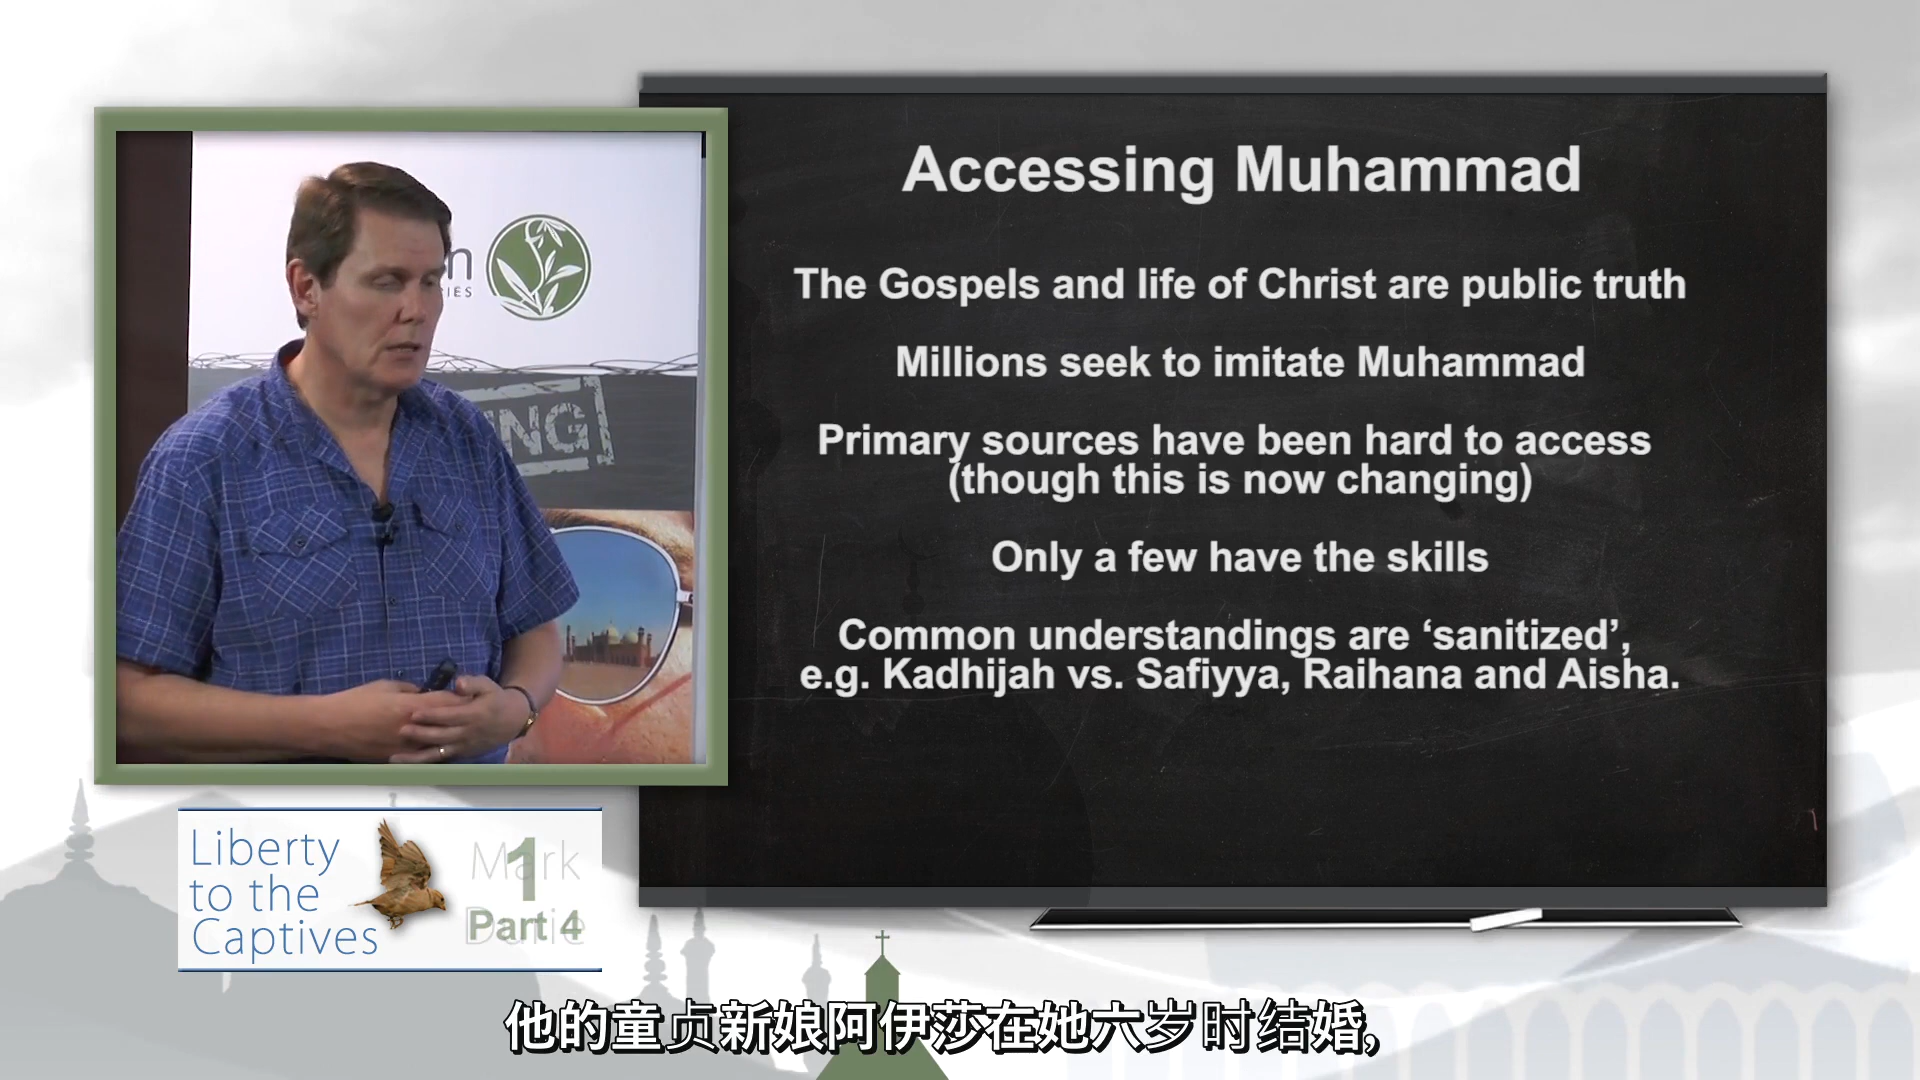 Accessing Muhammad
The Gospels and life of Christ are public truth
Millions seek to imitate Muhammad
Primary sources have been hard to access
(though this is now changing)
Only a few have the skills
Common understandings are ‘sanitized’,
e.g. Kadhijah vs. Safiyya, Raihana and Aisha.
Liberty
to the
Captives
1
Part 4
Mark
他的童贞新娘阿伊莎在她六岁时结婚,